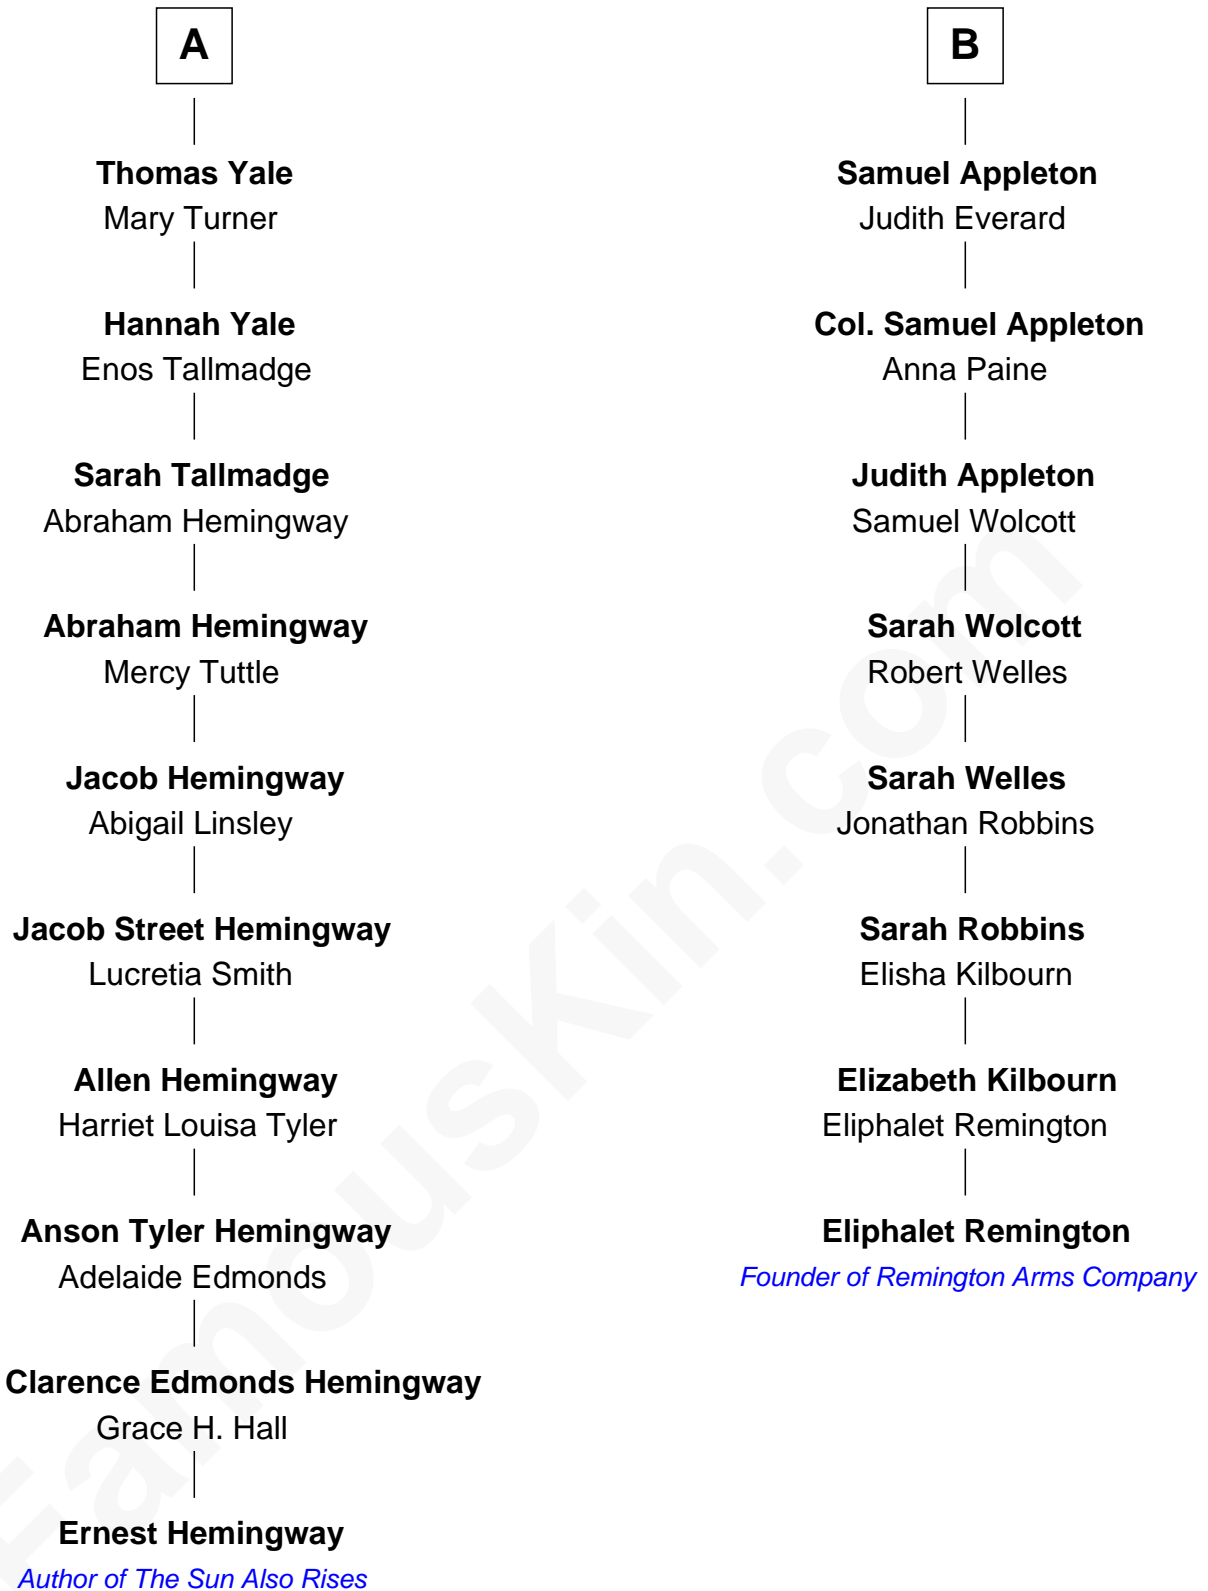 A
Thomas Yale
Mary Turner
Hannah Yale
Enos Tallmadge
Sarah Tallmadge
Abraham Hemingway
Abraham Hemingway
Mercy Tuttle
Jacob Hemingway
Abigail Linsley
Jacob Street Hemingway
Lucretia Smith
Allen Hemingway
Harriet Louisa Tyler
Anson Tyler Hemingway
Adelaide Edmonds
Clarence Edmonds Hemingway
Grace H. Hall
Ernest Hemingway
Author of The Sun Also Rises
B
Samuel Appleton
Judith Everard
Col. Samuel Appleton
Anna Paine
Judith Appleton
Samuel Wolcott
Sarah Wolcott
Robert Welles
Sarah Welles
Jonathan Robbins
Sarah Robbins
Elisha Kilbourn
Elizabeth Kilbourn
Eliphalet Remington
Eliphalet Remington
Founder of Remington Arms Company
FamousKin.com